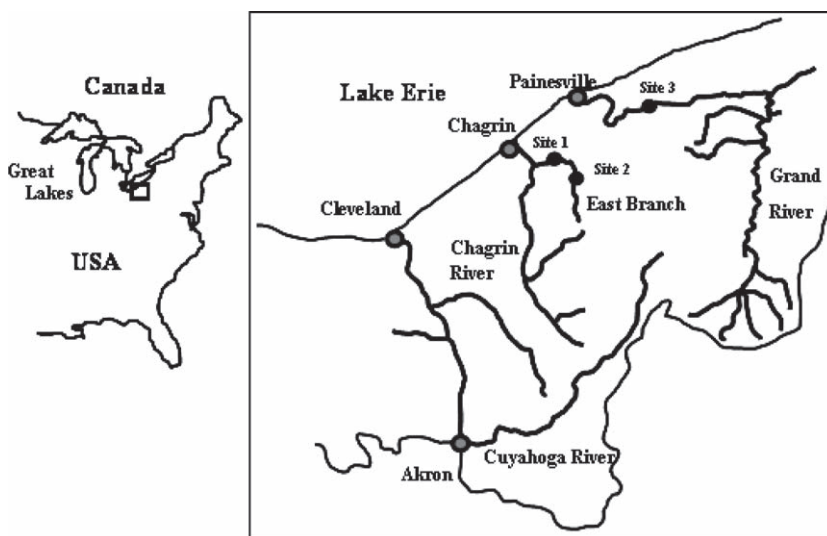 Canada
Great
Lakes
USA
Lake Erie
Painesville
Site 3
Chagrin
Site 1
Site 2
East Branch
Grand
River
Cleveland
Chagrin
River
Cuyahoga River
Akron